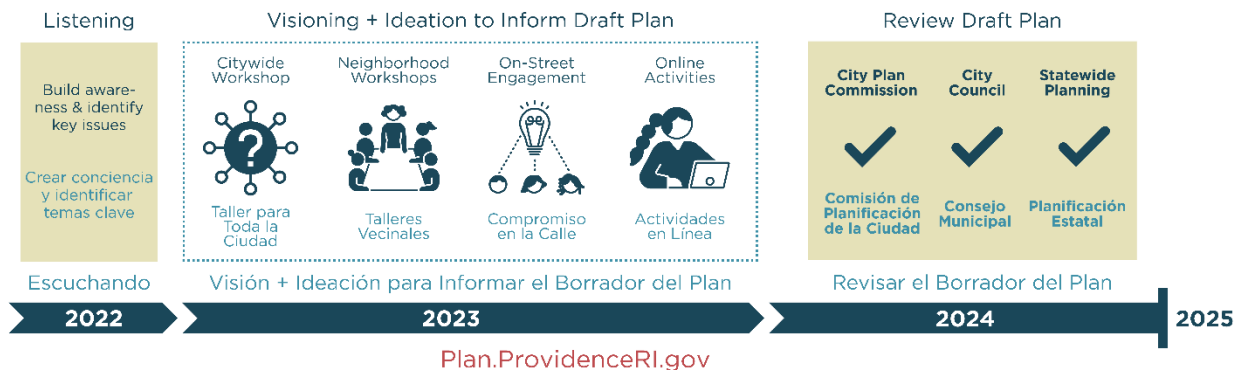 Listening
Build aware-
ness & identify
key issues
Crear conciencia
y identificar
temas clave
Escuchando
Visioning + Ideation to Inform Draft Plan
Citywide
Workshop
?
Taller para
Toda la
Ciudad
Neighborhood
Workshops
Talleres
Vecinales
On-Street
Engagement
Compromiso
en la Calle
Online
Activities
Actividades
en Línea
Visión + Ideación para Informar el Borrador del Plan
Review Draft Plan
City Plan
Commission
Comisión de
Planificación
de la Ciudad
City
Council
Consejo
Municipal
Statewide
Planning
Planificación
Estatal
Revisar el Borrador del Plan
2022
2023
2024
2025
Plan.ProvidenceRI.gov